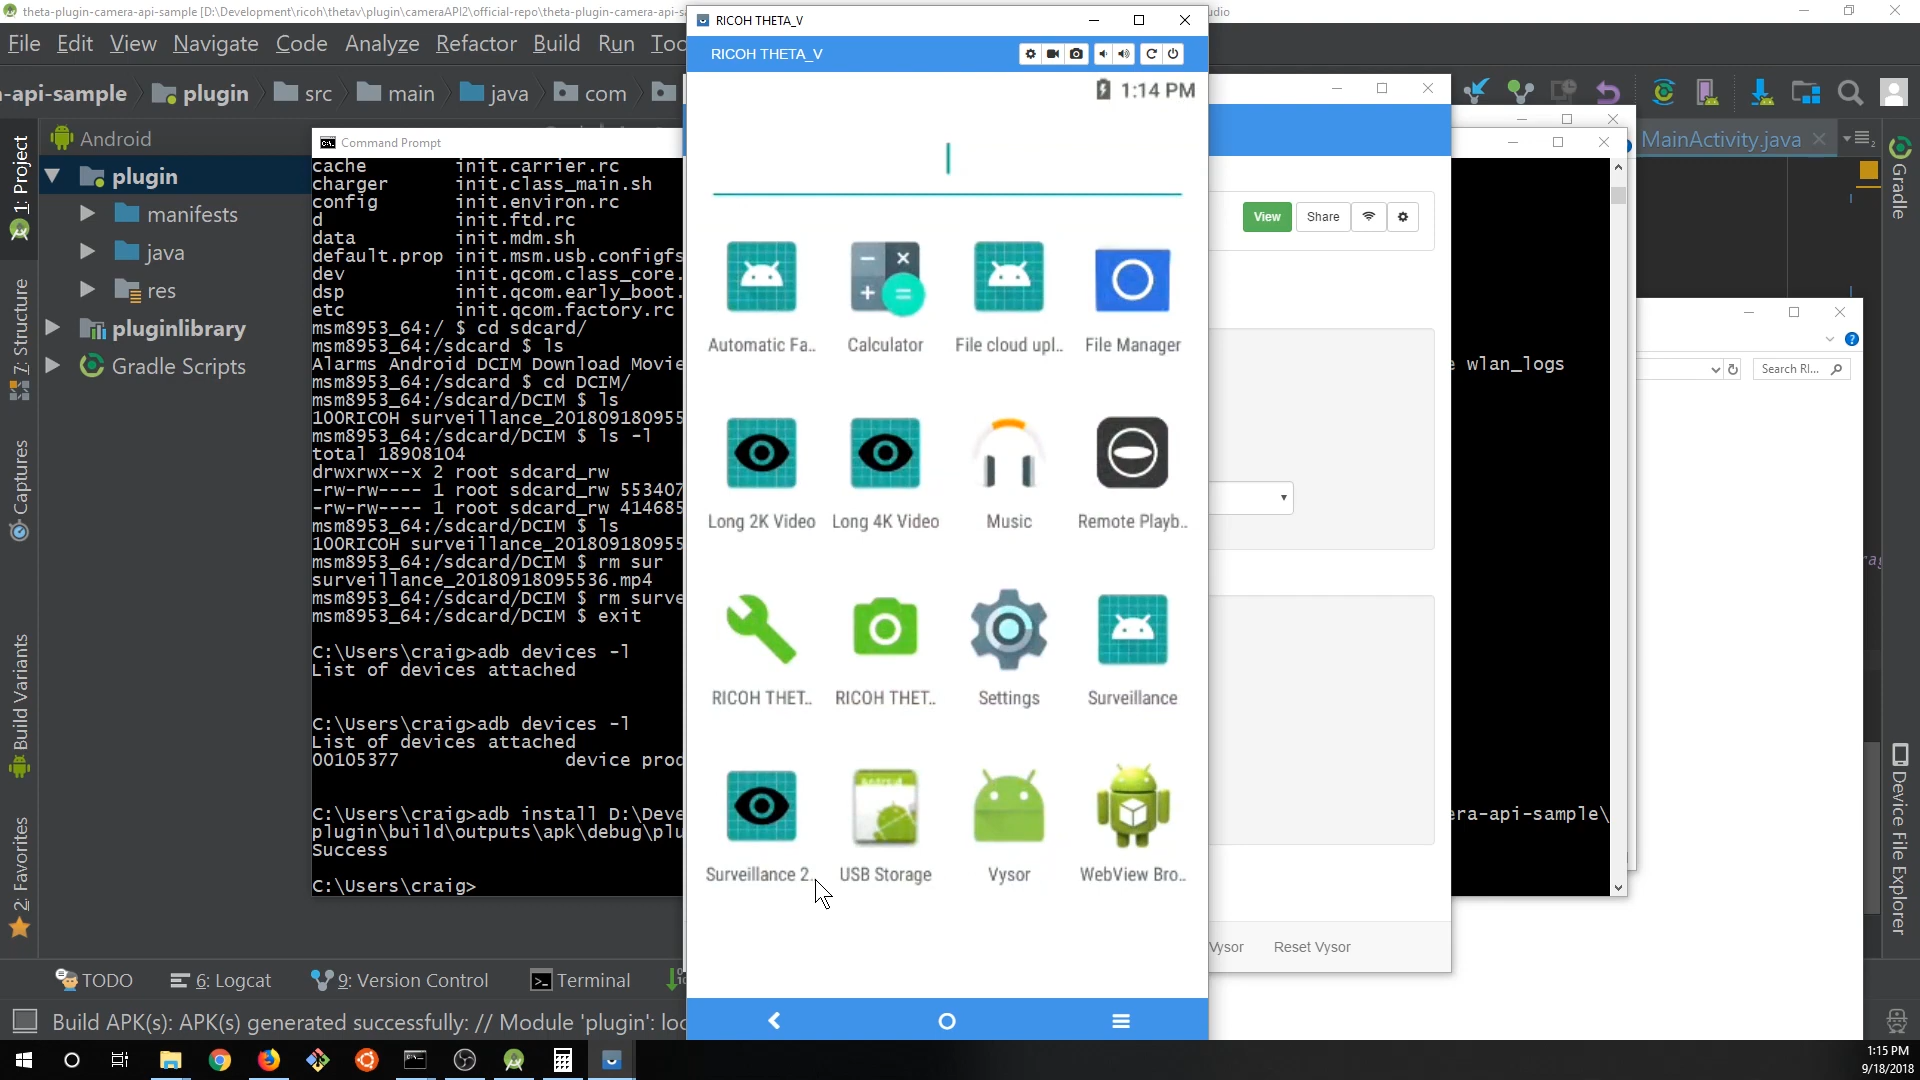 theta-plugin-camera-api-sample [D:\Development\ricoh\thetav\plugin\cameraAPI2\official-repo\theta-plugin-camera-api-s
RICOH THETA_V
File Edit View Navigate Code Analyze Refactor Build Run Too
RICOH THETA_V
1:14 PM
-api-sample plugin src main java com
MainActivity.java
Android
plugin
manifests
java
res
pluginlibrary
Gradle Scripts
1: Project
7: Structure
Captures
Build Variants
2: Favorites
Gradle
Device File Explorer
Command Prompt
cache init.carrier.rc
charger init.class_main.sh
config init.environ.rc
d init.ftd.rc
data init.mdm.sh
default.prop init.msm.usb.configfs
dev init.qcom.class_core.
dsp init.qcom.early_boot.
etc init.qcom.factory.rc
msm8953_64:/ $ cd sdcard/
msm8953_64:/sdcard $ ls
Alarms Android DCIM Download Movie wlan_logs
msm8953_64:/sdcard $ cd DCIM/
msm8953_64:/sdcard/DCIM $ ls
100RICOH surveillance_201809180955
msm8953_64:/sdcard/DCIM $ ls -l
total 18908104
drwxrwx--x 2 root sdcard_rw
-rw-rw---- 1 root sdcard_rw 553407
-rw-rw---- 1 root sdcard_rw 414685
msm8953_64:/sdcard/DCIM $ ls
100RICOH surveillance_201809180955
msm8953_64:/sdcard/DCIM $ rm sur
surveillance_20180918095536.mp4
msm8953_64:/sdcard/DCIM $ rm surve
msm8953_64:/sdcard/DCIM $ exit
C:\Users\craig>adb devices -l
List of devices attached
C:\Users\craig>adb devices -l
List of devices attached
00105377 device prod
C:\Users\craig>adb install D:\Deve era-api-sample\
plugin\build\outputs\apk\debug\plu
Success
C:\Users\craig>
Automatic Fa.. Calculator File cloud upl.. File Manager
Long 2K Video Long 4K Video Music Remote Playb..
RICOH THET.. RICOH THET.. Settings Surveillance
Surveillance 2.. USB Storage Vysor WebView Bro..
View Share
Search RI...
Vysor Reset Vysor
TODO 6: Logcat 9: Version Control Terminal
Build APK(s): APK(s) generated successfully: // Module 'plugin': loc
1:15 PM
9/18/2018